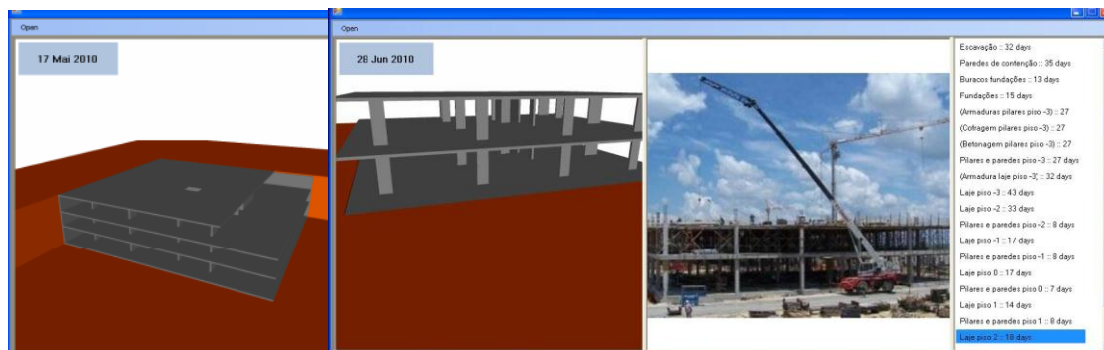 Open
17 Mai 2010
Open
28 Jun 2010
Escavação :: 32 days
Paredes de contenção :: 35 days
Buracos fundações :: 13 days
Fundações :: 15 days
(Armaduras pilares piso -3) :: 27
(Cofragem pilares piso -3) :: 27
(Betonagem pilares piso -3) :: 27
Pilares e paredes piso -3 :: 27 days
(Armadura laje piso -3) :: 32 days
Laje piso -3 :: 43 days
Laje piso -2 :: 33 days
Pilares e paredes piso -2 :: 8 days
Laje piso -1 :: 17 days
Pilares e paredes piso -1 :: 8 days
Laje piso 0 :: 17 days
Pilares e paredes piso 0 :: 7 days
Laje piso 1 :: 14 days
Pilares e paredes piso 1 :: 8 days
Laje piso 2 :: 18 days